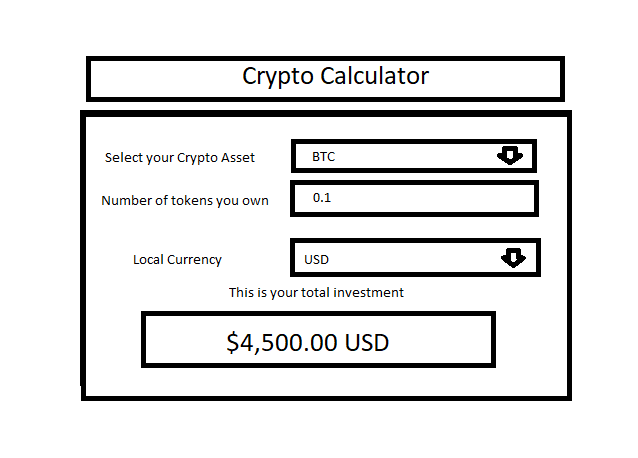 Crypto Calculator
Select your Crypto Asset BTC
Number of tokens you own 0.1
Local Currency USD
This is your total investment
$4,500.00 USD